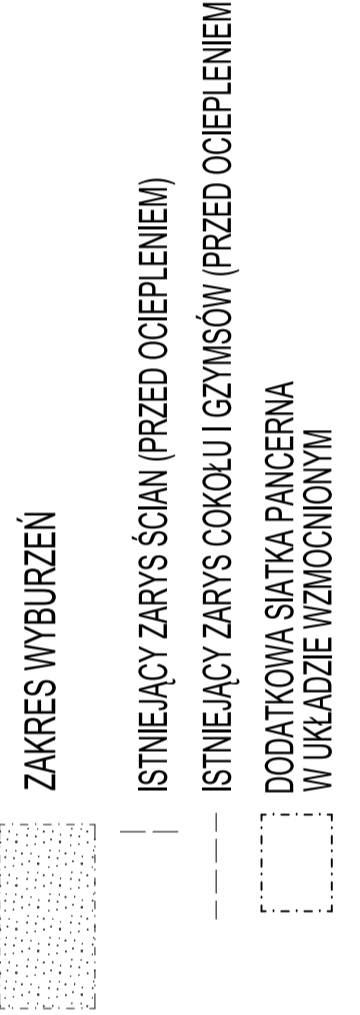 ZAKRES WYBURZEŃ
ISTNIEJĄCY ZARYS ŚCIAN (PRZED OCIEPLENIEM)
ISTNIEJĄCY ZARYS COKOŁU I GZYMSÓW (PRZED OCIEPLENIEM
DODATKOWA SIATKA PANCERNA
W UKŁADZIE WZMOCNIONYM